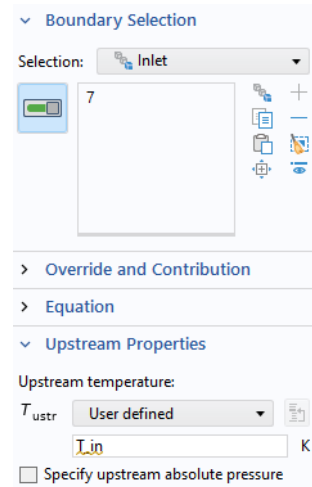 Boundary Selection
Selection: Inlet
7
Override and Contribution
Equation
Upstream Properties
Upstream temperature:
T ustr User defined
T_in K
Specify upstream absolute pressure